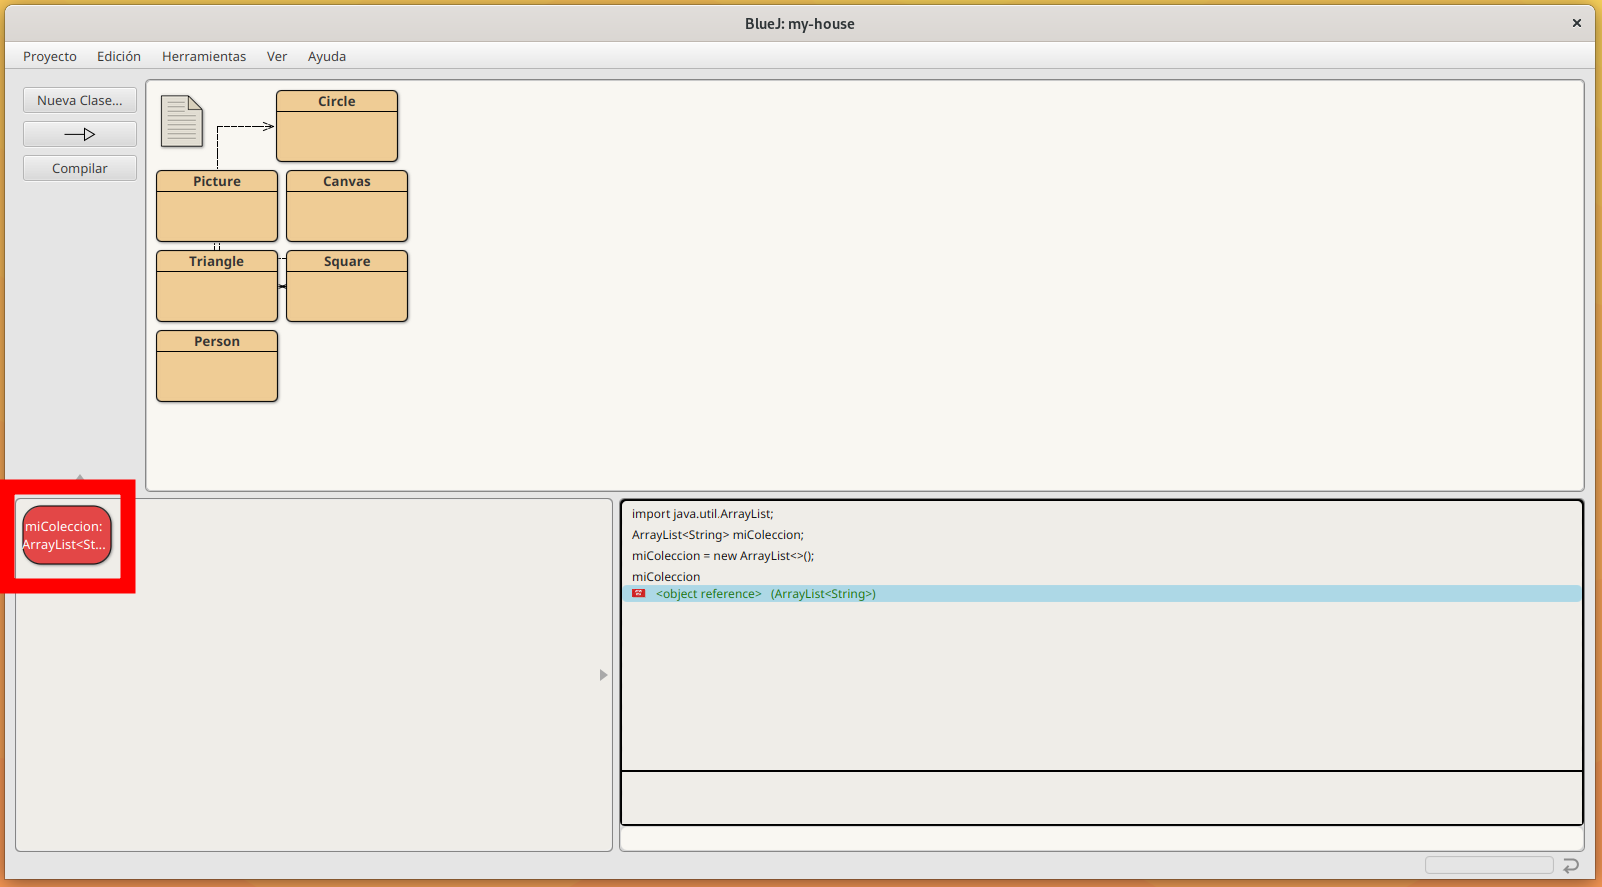 BlueJ: my-house
Proyecto Edición Herramientas Ver Ayuda
Nueva Clase...
Compilar
Circle
Picture
Canvas
Triangle
Square
Person
miColeccion:
ArrayList<St...
import java.util.ArrayList;
ArrayList<String> miColeccion;
miColeccion = new ArrayList<>();
miColeccion
<object reference> (ArrayList<String>)